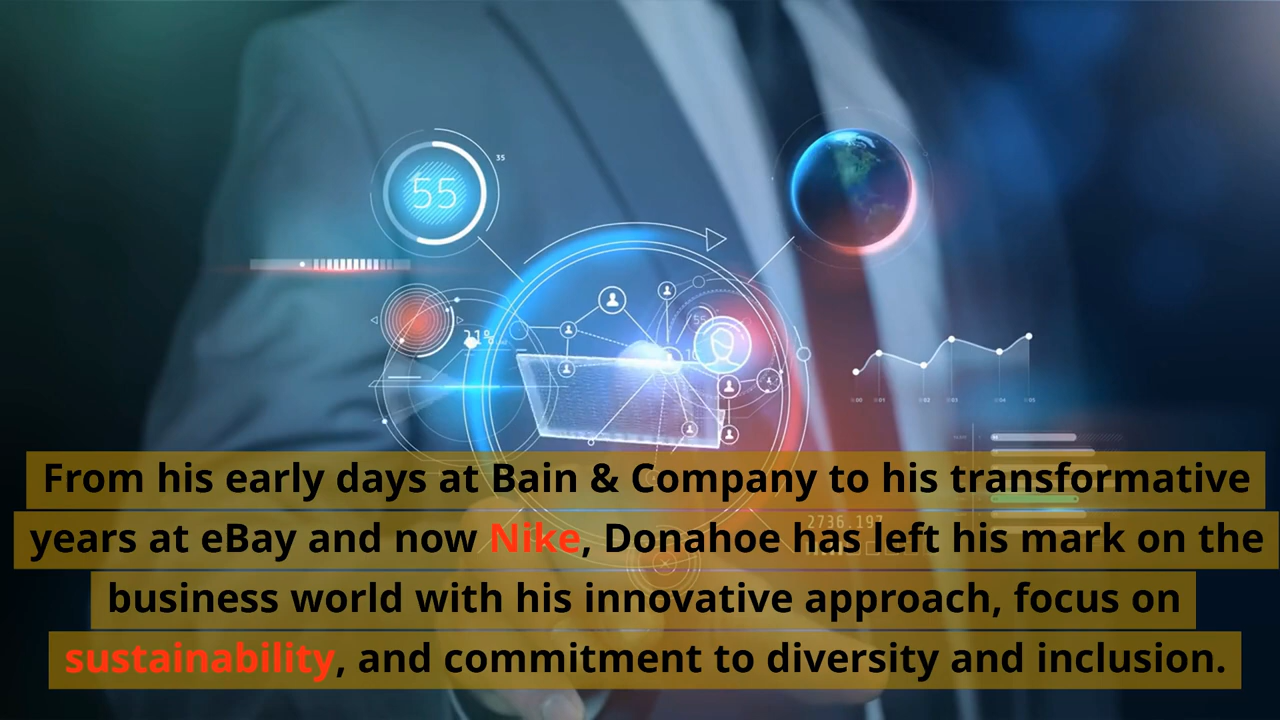 55
35
55
2736.197
From his early days at Bain & Company to his transformative
years at eBay and now Nike, Donahoe has left his mark on the
business world with his innovative approach, focus on
sustainability, and commitment to diversity and inclusion.